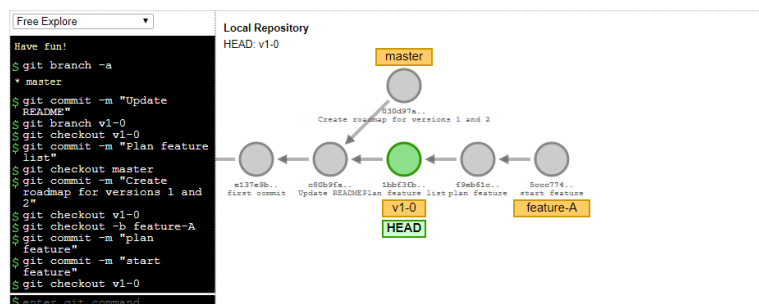 Free Explore
Have fun!
$ git branch -a
* master
$ git commit -m "Update
README"
$ git branch v1-0
$ git checkout v1-0
$ git commit -m "Plan feature
list"
$ git checkout master
$ git commit -m "Create
roadmap for versions 1 and
2"
$ git checkout v1-0
$ git checkout -b feature-A
$ git commit -m "plan
feature"
$ git commit -m "start
feature"
$ git checkout v1-0
$ enter git command
Local Repository
HEAD: v1-0
master
030d97a..
Create roadmap for versions 1 and 2
e137e9b..
first commit
c80b9fa..
Update README
1bbf3fb..
Plan feature list
f9eb61c..
plan feature
5ccc774..
start feature
v1-0
HEAD
feature-A